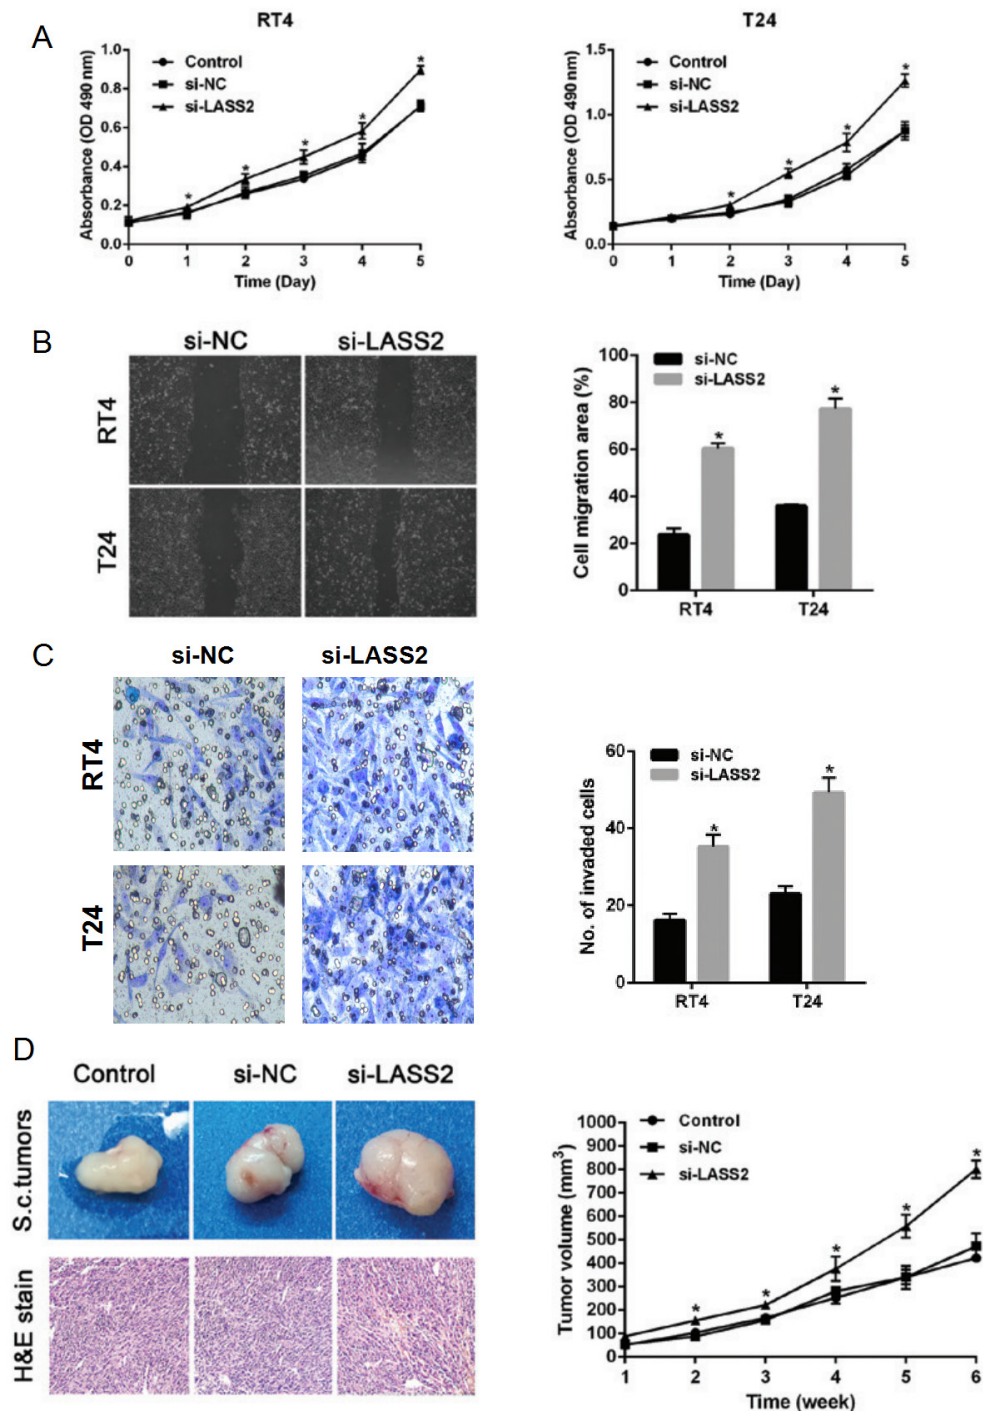 A
RT4
Absorbance (OD 490 nm)
1.0
0.8
0.6
0.4
0.2
0.0
Control
si-NC
si-LASS2
*
*
*
*
*
0 1 2 3 4 5
Time (Day)
T24
Absorbance (OD 490 nm)
1.5
1.0
0.5
0.0
Control
si-NC
si-LASS2
*
*
*
*
0 1 2 3 4 5
Time (Day)
B
si-NC si-LASS2
RT4
T24
Cell migration area (%)
100
80
60
40
20
0
si-NC
si-LASS2
*
*
RT4 T24
C
si-NC si-LASS2
RT4
T24
No. of invaded cells
60
40
20
0
si-NC
si-LASS2
*
*
RT4 T24
D
Control si-NC si-LASS2
S.c.tumors
H&E stain
Tumor volume (mm³)
1000
900
800
700
600
500
400
300
200
100
0
Control
si-NC
si-LASS2
*
*
*
*
*
1 2 3 4 5 6
Time (week)